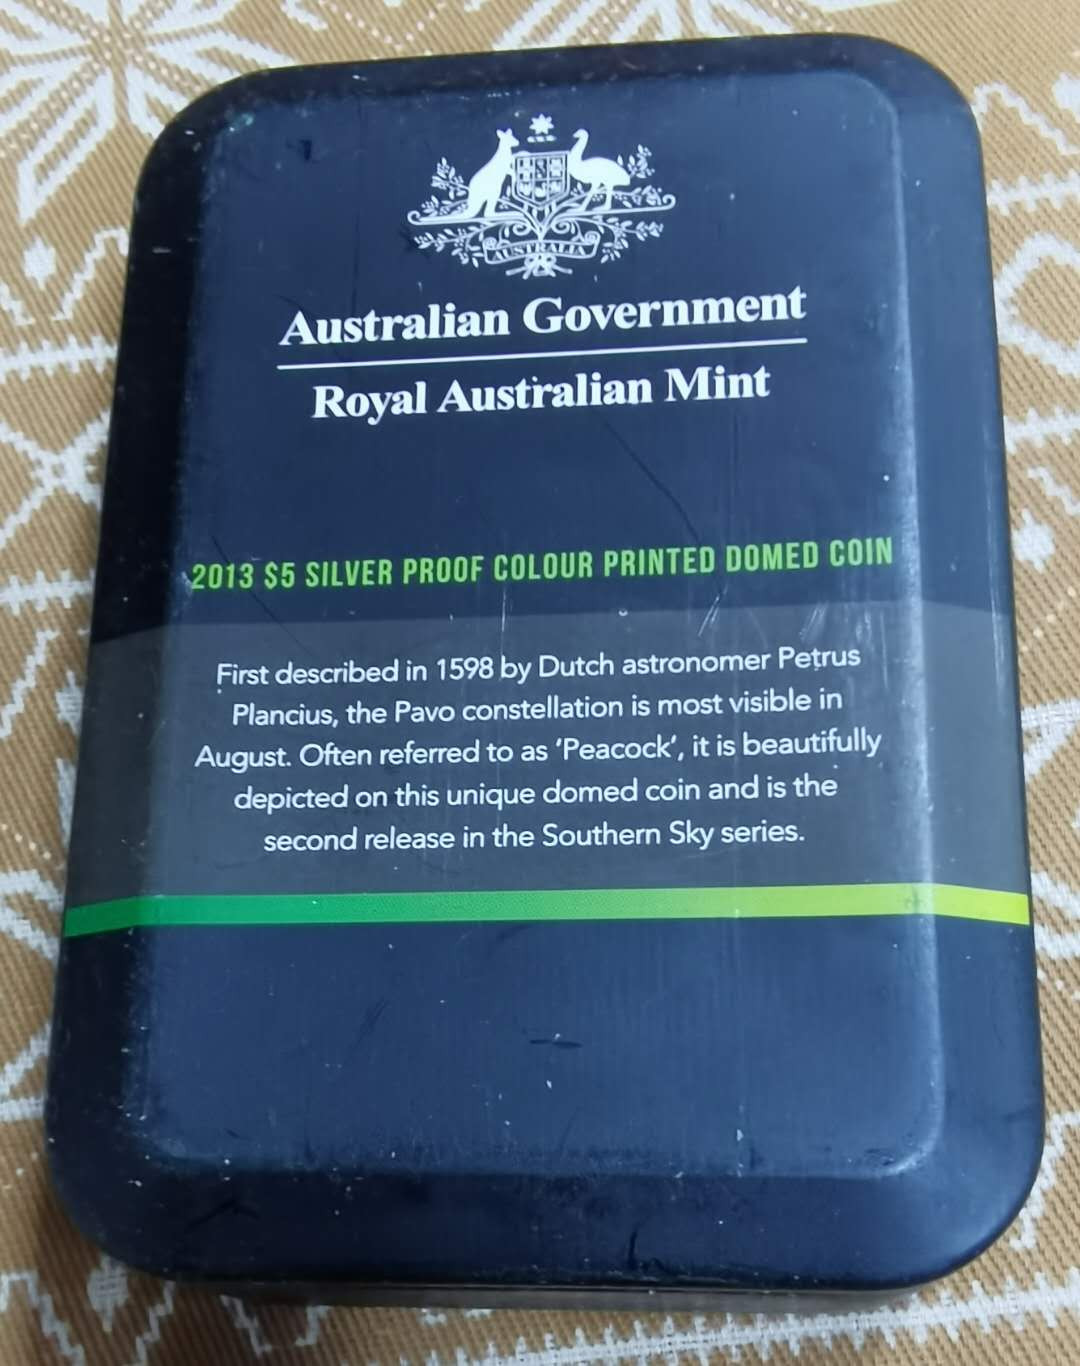 AUSTRALIA
Australian Government
Royal Australian Mint
2013 $5 SILVER PROOF COLOUR PRINTED DOMED COIN
First described in 1598 by Dutch astronomer Petrus
Plancius, the Pavo constellation is most visible in
August. Often referred to as ‘Peacock’, it is beautifully
depicted on this unique domed coin and is the
second release in the Southern Sky series.